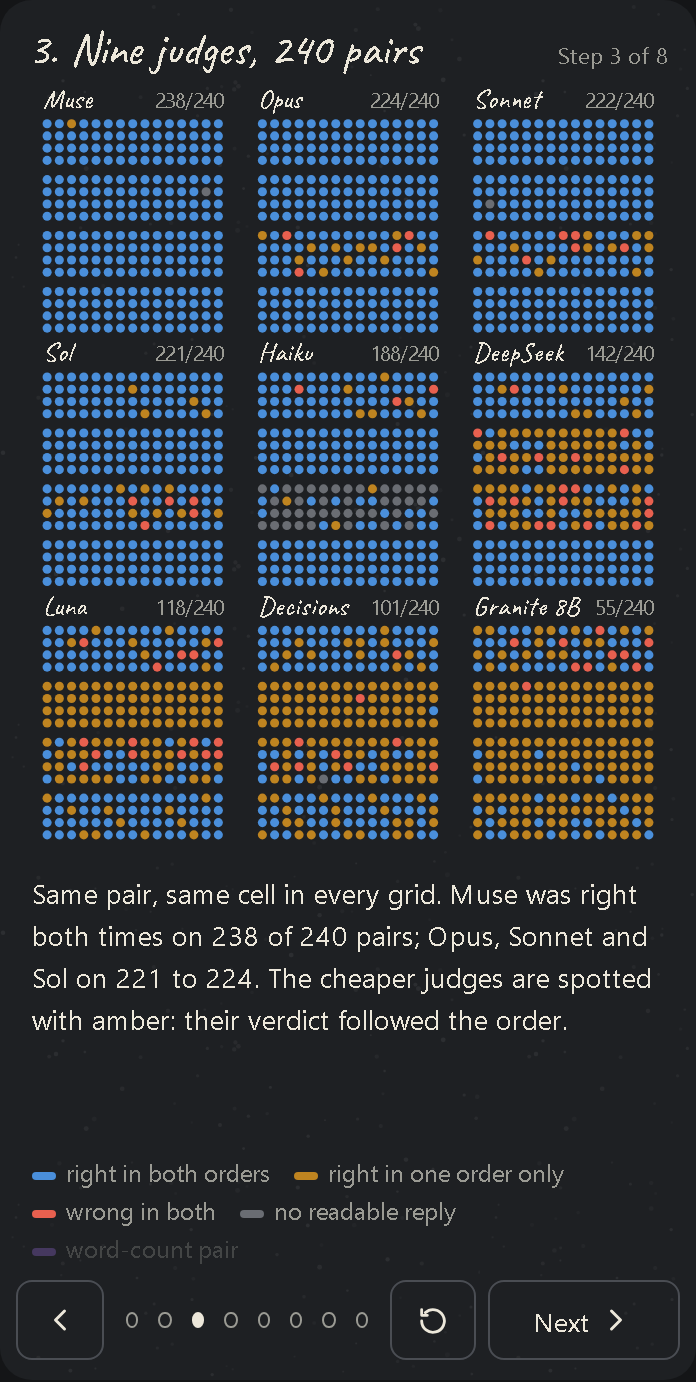 3. Nine judges, 240 pairs
Step 3 of 8
Muse 238/240
Opus 224/240
Sonnet 222/240
Sol 221/240
Haiku 188/240
DeepSeek 142/240
Luna 118/240
Decisions 101/240
Granite 8B 55/240
Same pair, same cell in every grid. Muse was right
both times on 238 of 240 pairs; Opus, Sonnet and
Sol on 221 to 224. The cheaper judges are spotted
with amber: their verdict followed the order.
right in both orders
right in one order only
wrong in both
no readable reply
word-count pair
Next